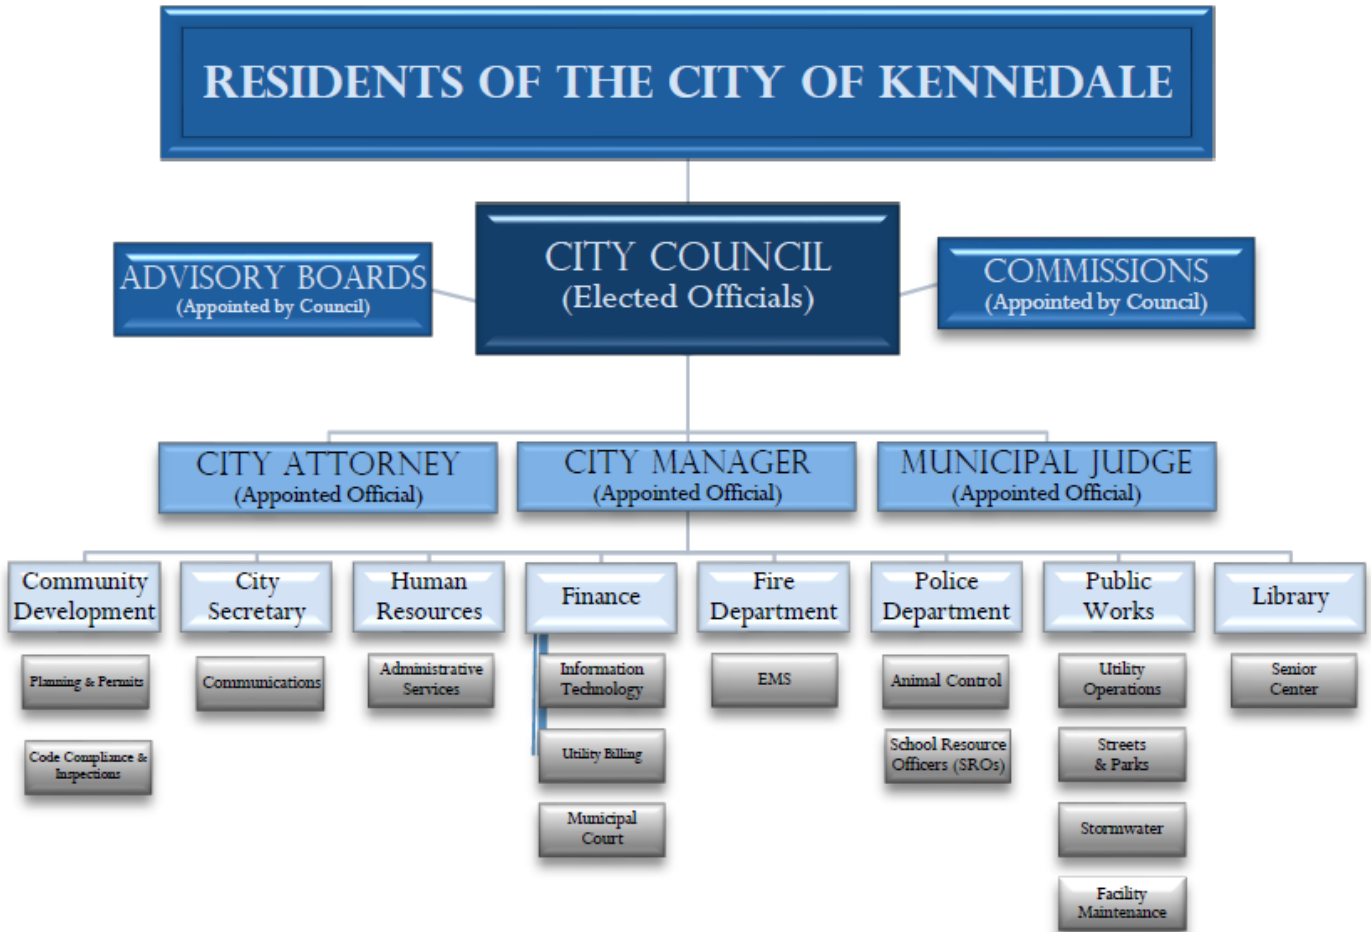 RESIDENTS OF THE CITY OF KENNEDALE
CITY COUNCIL
(Elected Officials)
ADVISORY BOARDS
(Appointed by Council)
COMMISSIONS
(Appointed by Council)
CITY ATTORNEY
(Appointed Official)
CITY MANAGER
(Appointed Official)
MUNICIPAL JUDGE
(Appointed Official)
Community
Development
City
Secretary
Human
Resources
Finance
Fire
Department
Police
Department
Public
Works
Library
Planning & Permits
Code Compliance &
Inspections
Communications
Administrative
Services
Information
Technology
Utility Billing
Municipal
Court
EMS
Animal Control
School Resource
Officers (SROs)
Utility
Operations
Streets
& Parks
Stormwater
Facility
Maintenance
Senior
Center